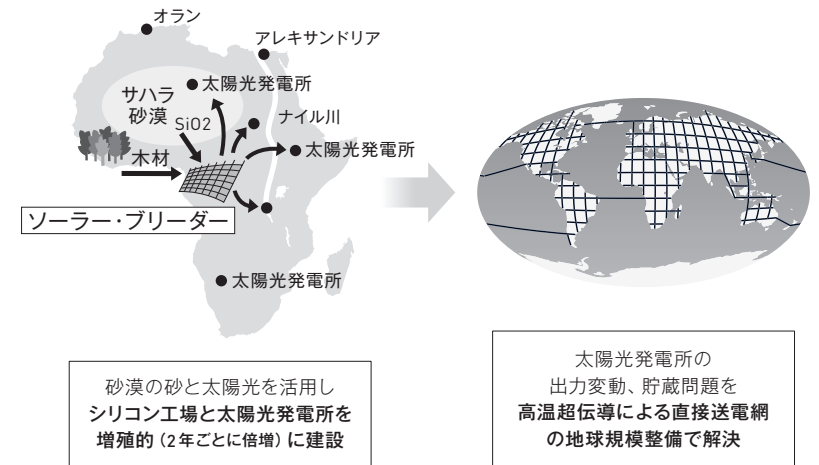 オラン
アレキサンドリア
太陽光発電所
サハラ
砂漠
SiO2
ナイル川
木材
太陽光発電所
ソーラー・ブリーダー
太陽光発電所
砂漠の砂と太陽光を活用し
シリコン工場と太陽光発電所を
増殖的（2年ごとに倍増）に建設
太陽光発電所の
出力変動、貯蔵問題を
高温超伝導による直接送電網
の地球規模整備で解決